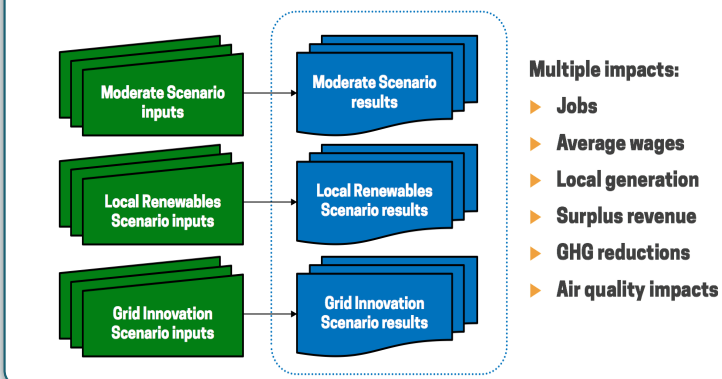 Moderate Scenario
inputs
Moderate Scenario
results
Local Renewables
Scenario inputs
Local Renewables
Scenario results
Grid Innovation
Scenario inputs
Grid Innovation
Scenario results
Multiple impacts:
Jobs
Average wages
Local generation
Surplus revenue
GHG reductions
Air quality impacts